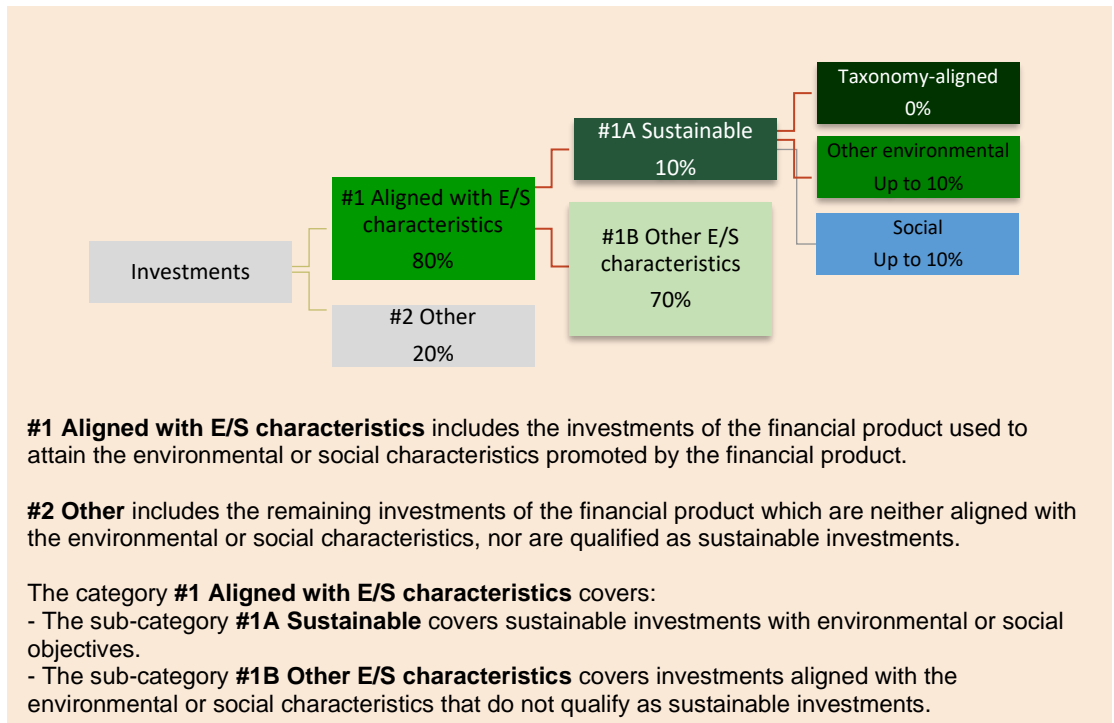 Investments
#1 Aligned with E/S
characteristics
80%
#2 Other
20%
#1A Sustainable
10%
#1B Other E/S
characteristics
70%
Taxonomy-aligned
0%
Other environmental
Up to 10%
Social
Up to 10%
#1 Aligned with E/S characteristics includes the investments of the financial product used to
attain the environmental or social characteristics promoted by the financial product.
#2 Other includes the remaining investments of the financial product which are neither aligned with
the environmental or social characteristics, nor are qualified as sustainable investments.
The category #1 Aligned with E/S characteristics covers:
- The sub-category #1A Sustainable covers sustainable investments with environmental or social
objectives.
- The sub-category #1B Other E/S characteristics covers investments aligned with the
environmental or social characteristics that do not qualify as sustainable investments.